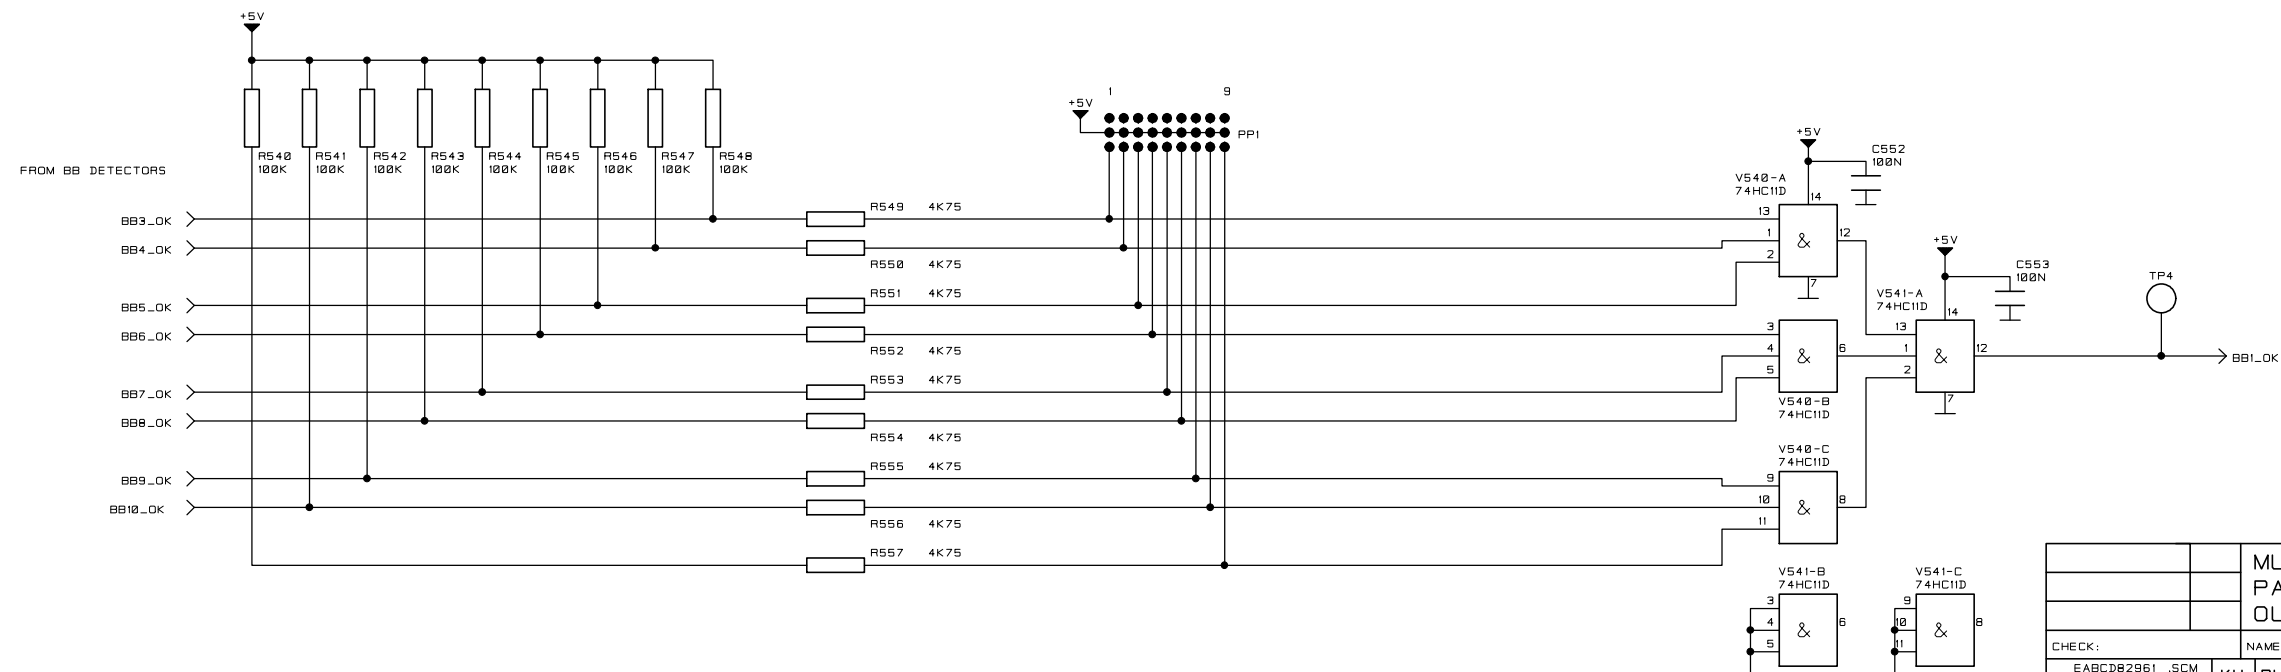 +5V
R540
100K
R541
100K
R542
100K
R543
100K
R544
100K
R545
100K
R546
100K
R547
100K
R548
100K
FROM BB DETECTORS
BB3_OK
BB4_OK
BB5_OK
BB6_OK
BB7_OK
BB8_OK
BB9_OK
BB10_OK
R549 4K75
R550 4K75
R551 4K75
R552 4K75
R553 4K75
R554 4K75
R555 4K75
R556 4K75
R557 4K75
1 9
+5V
PP1
+5V
C552
100N
V540-A
74HC11D
14
13
1
2
&
12
7
3
4
5
&
6
V540-B
74HC11D
V540-C
74HC11D
9
10
11
&
8
+5V
C553
100N
V541-A
74HC11D
14
13
1
2
&
12
7
TP4
BB1_OK
V541-B
74HC11D
3
4
5
&
6
V541-C
74HC11D
9
10
11
&
8
CHECK:
NAME
EABCD82961 .SCM